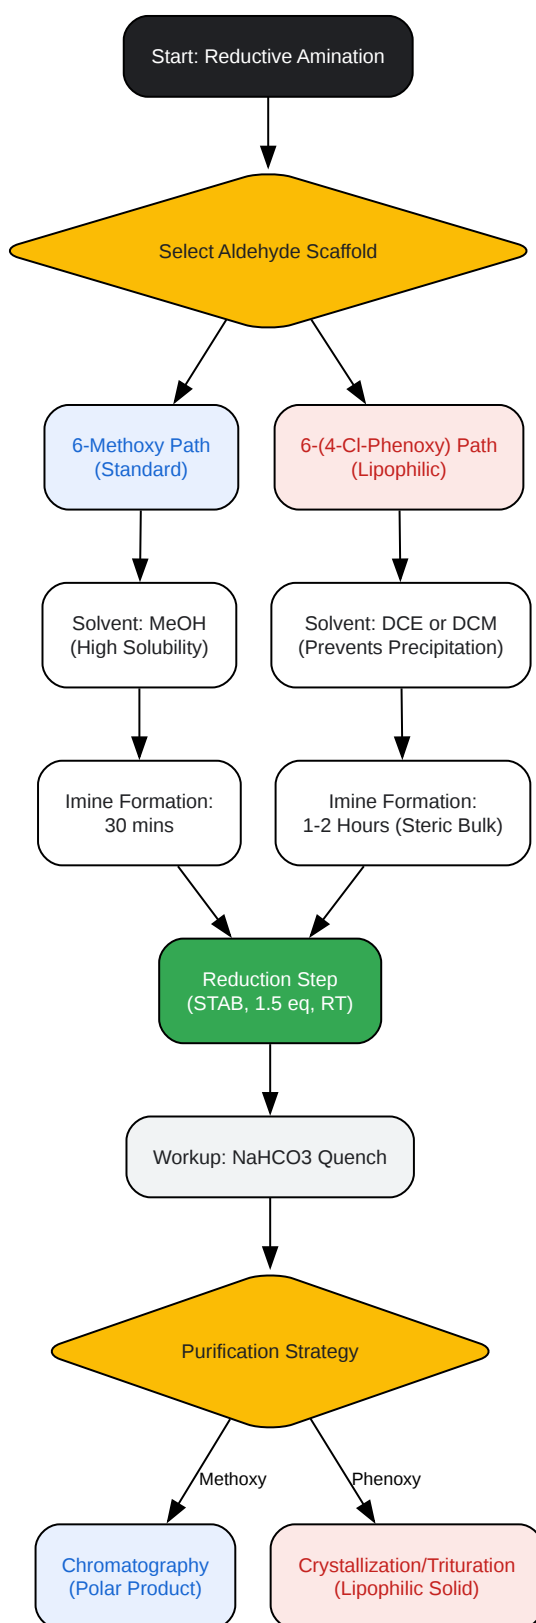 Start: Reductive Amination
Select Aldehyde Scaffold
6-Methoxy Path
(Standard)
6-(4-Cl-Phenoxy) Path
(Lipophilic)
Solvent: MeOH
(High Solubility)
Solvent: DCE or DCM
(Prevents Precipitation)
Imine Formation:
30 mins
Imine Formation:
1-2 Hours (Steric Bulk)
Reduction Step
(STAB, 1.5 eq, RT)
Workup: NaHCO3 Quench
Purification Strategy
Methoxy
Phenoxy
Chromatography
(Polar Product)
Crystallization/Trituration
(Lipophilic Solid)